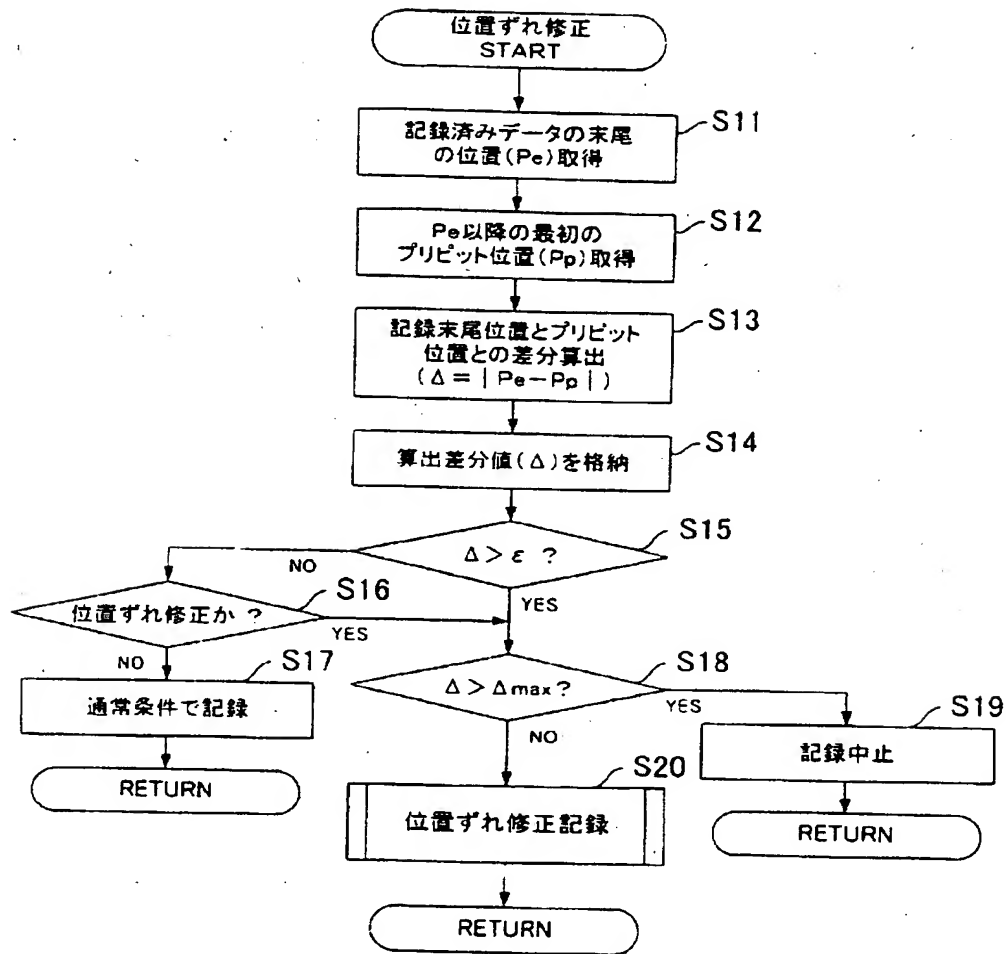 位置ずれ修正
START
S11
記録済みデータの末尾
の位置(Pe)取得
S12
Pe以降の最初の
プリピット位置(Pp)取得
S13
記録末尾位置とプリピット
位置との差分算出
(Δ=|Pe−Pp|)
S14
算出差分値(Δ)を格納
S15
Δ>ε ?
NO
YES
S16
位置ずれ修正か ?
YES
NO
S17
通常条件で記録
RETURN
S18
Δ>Δmax?
YES
NO
S19
記録中止
RETURN
S20
位置ずれ修正記録
RETURN